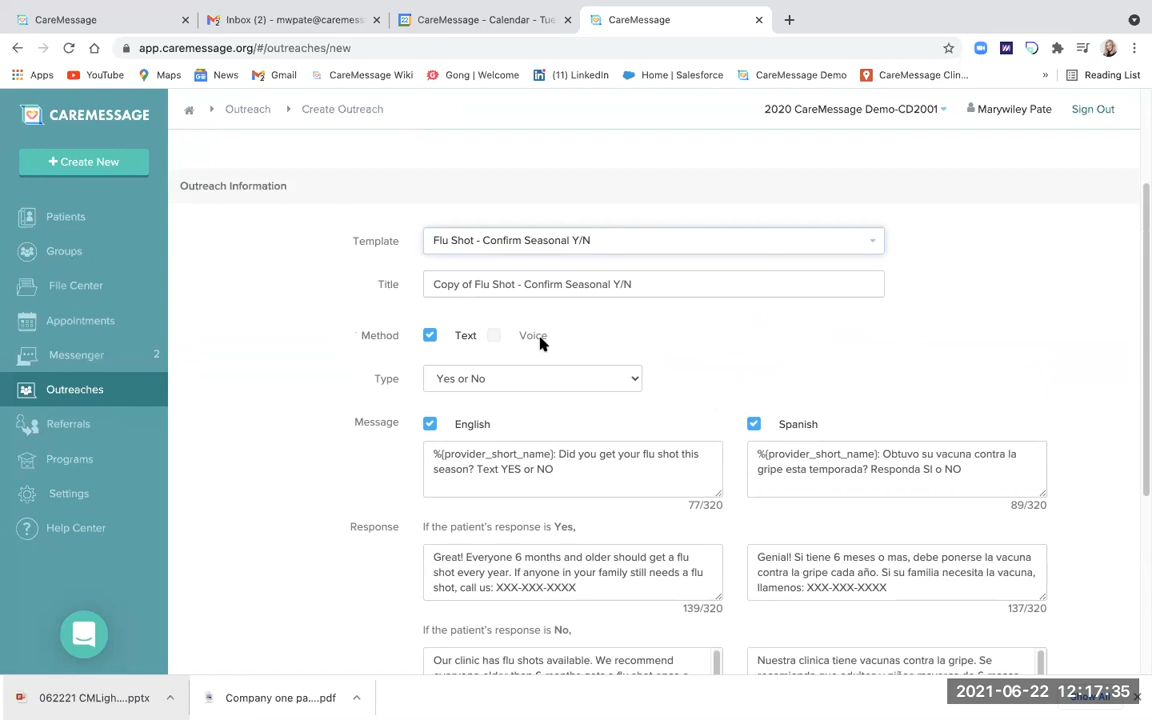 CareMessage
Inbox (2) - mwpate@caremess
CareMessage - Calendar - Tue
CareMessage
app.caremessage.org/#/outreaches/new
Apps
YouTube
Maps
News
Gmail
CareMessage Wiki
Gong | Welcome
(11) LinkedIn
Home | Salesforce
CareMessage Demo
CareMessage Clin...
»
Reading List
CAREMESSAGE
Outreach
Create Outreach
2020 CareMessage Demo-CD2001
Marywiley Pate
Sign Out
+ Create New
Patients
Groups
File Center
Appointments
Messenger
2
Outreaches
Referrals
Programs
Settings
Help Center
Outreach Information
Template
Flu Shot - Confirm Seasonal Y/N
Title
Copy of Flu Shot - Confirm Seasonal Y/N
Method
Text
Voice
Type
Yes or No
Message
English
Spanish
%{provider_short_name}: Did you get your flu shot this
season? Text YES or NO
77/320
%{provider_short_name}: Obtuvo su vacuna contra la
gripe esta temporada? Responda SI o NO
89/320
Response
If the patient's response is Yes,
Great! Everyone 6 months and older should get a flu
shot every year. If anyone in your family still needs a flu
shot, call us: XXX-XXX-XXXX
139/320
Genial! Si tiene 6 meses o mas, debe ponerse la vacuna
contra la gripe cada año. Si su familia necesita la vacuna,
llamenos: XXX-XXX-XXXX
137/320
If the patient's response is No,
Our clinic has flu shots available. We recommend
Nuestra clinica tiene vacunas contra la gripe. Se
062221 CMLigh....pptx
Company one pa....pdf
2021-06-22 12:17:35